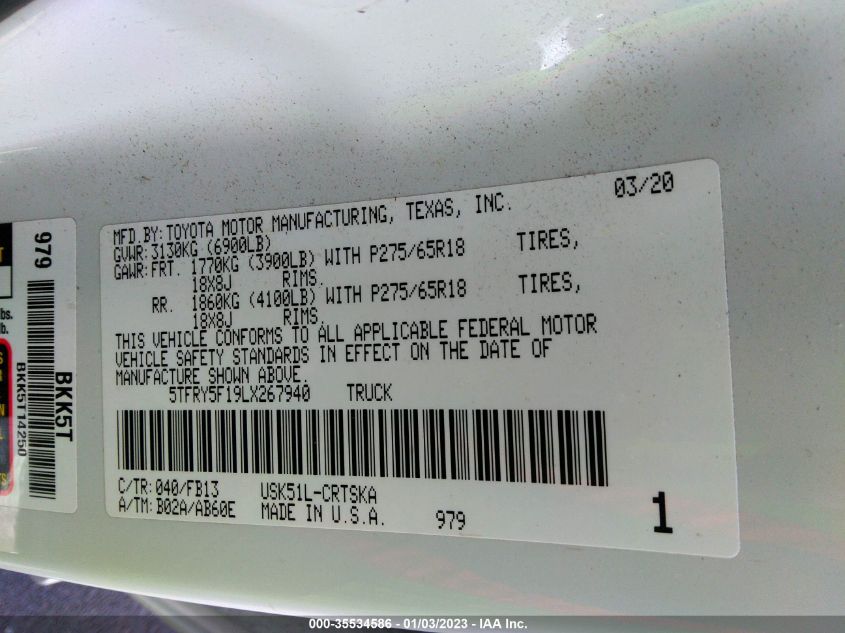 03/20
MFD.BY:TOYOTA MOTOR MANUFACTURING, TEXAS, INC.
GVWR:3130KG (6900LB)
GAWR:FRT. 1770KG (3900LB) WITH P275/65R18 TIRES,
18X8J RIMS.
RR. 1860KG (4100LB) WITH P275/65R18 TIRES,
18X8J RIMS.
THIS VEHICLE CONFORMS TO ALL APPLICABLE FEDERAL MOTOR
VEHICLE SAFETY STANDARDS IN EFFECT ON THE DATE OF
MANUFACTURE SHOWN ABOVE.
5TFRY5F19LX267940 TRUCK
C/TR:040/FB13 USK51L-CRTSKA
A/TM:B02A/AB60E MADE IN U.S.A. 979 1
979
BKK5T
BKK5T14250
lbs.
lb.
000-35534586 - 01/03/2023 - IAA Inc.